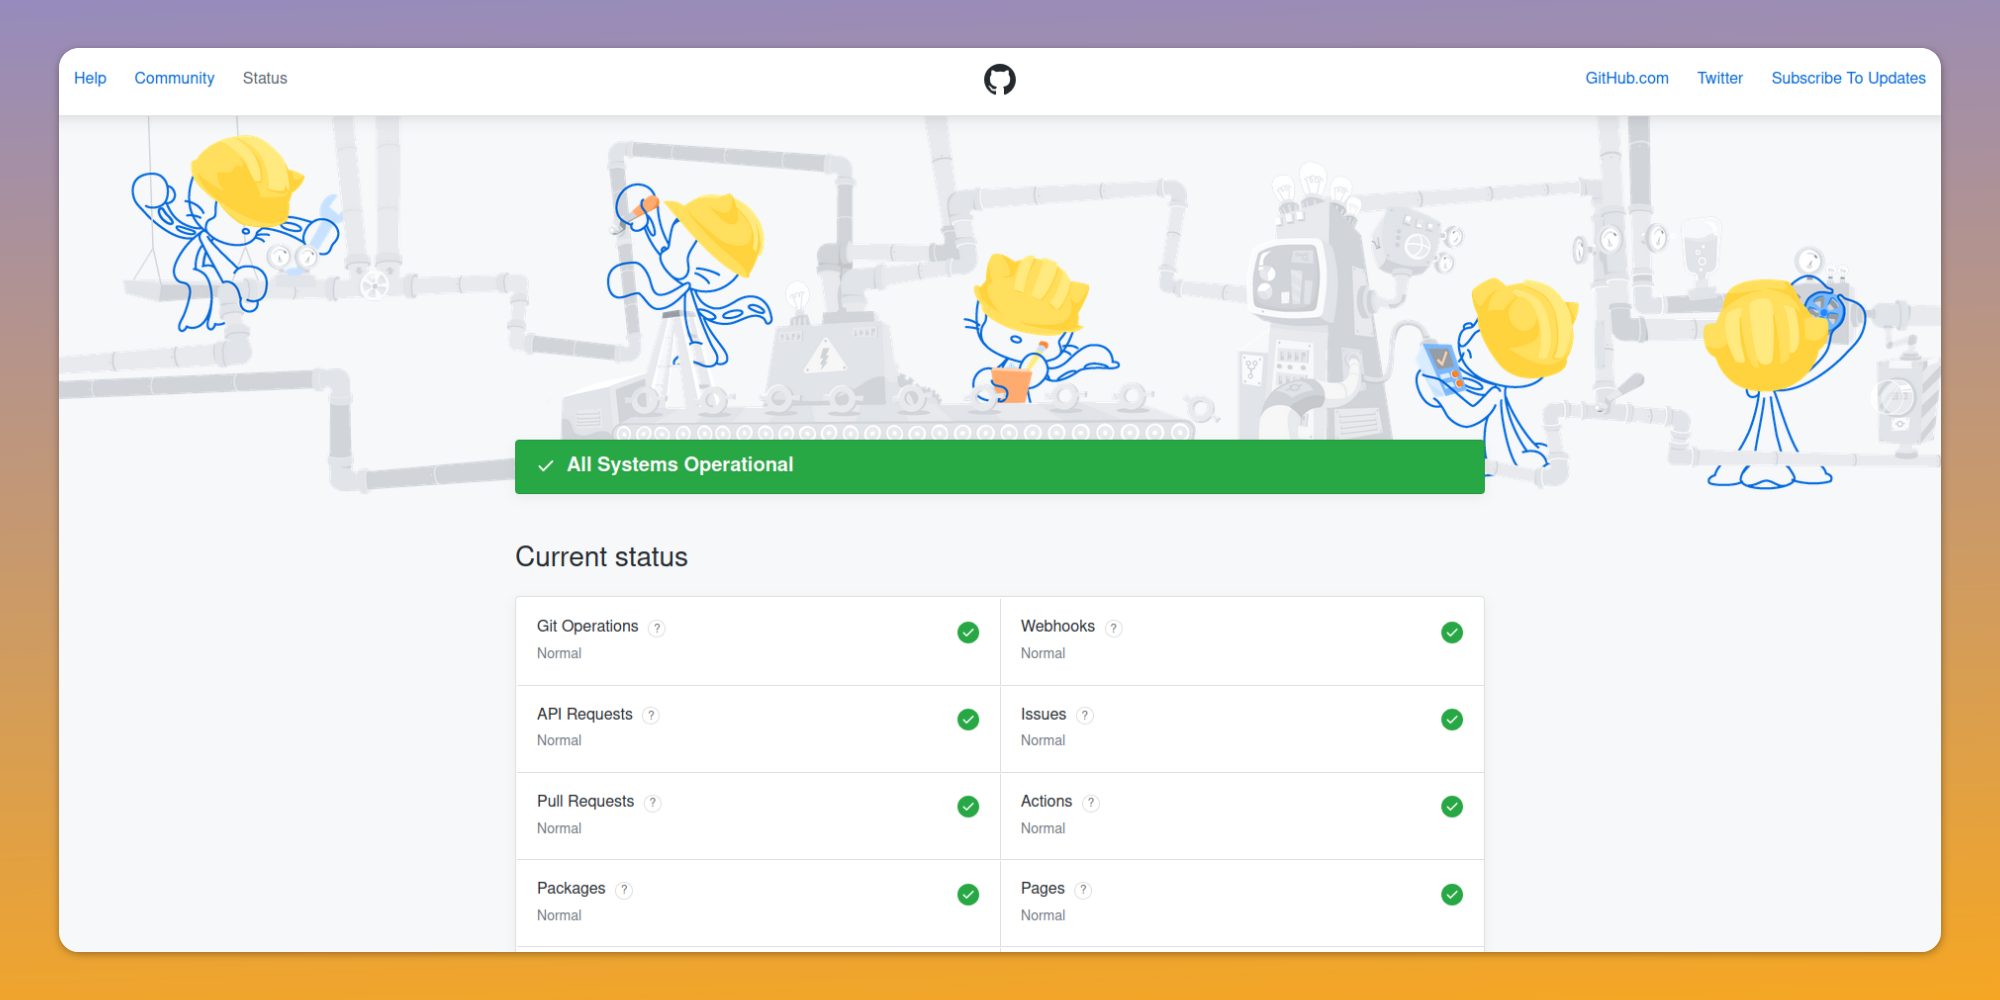 Help Community Status GitHub.com Twitter Subscribe To Updates
All Systems Operational
Current status
Git Operations ?
Normal
Webhooks ?
Normal
API Requests ?
Normal
Issues ?
Normal
Pull Requests ?
Normal
Actions ?
Normal
Packages ?
Normal
Pages ?
Normal